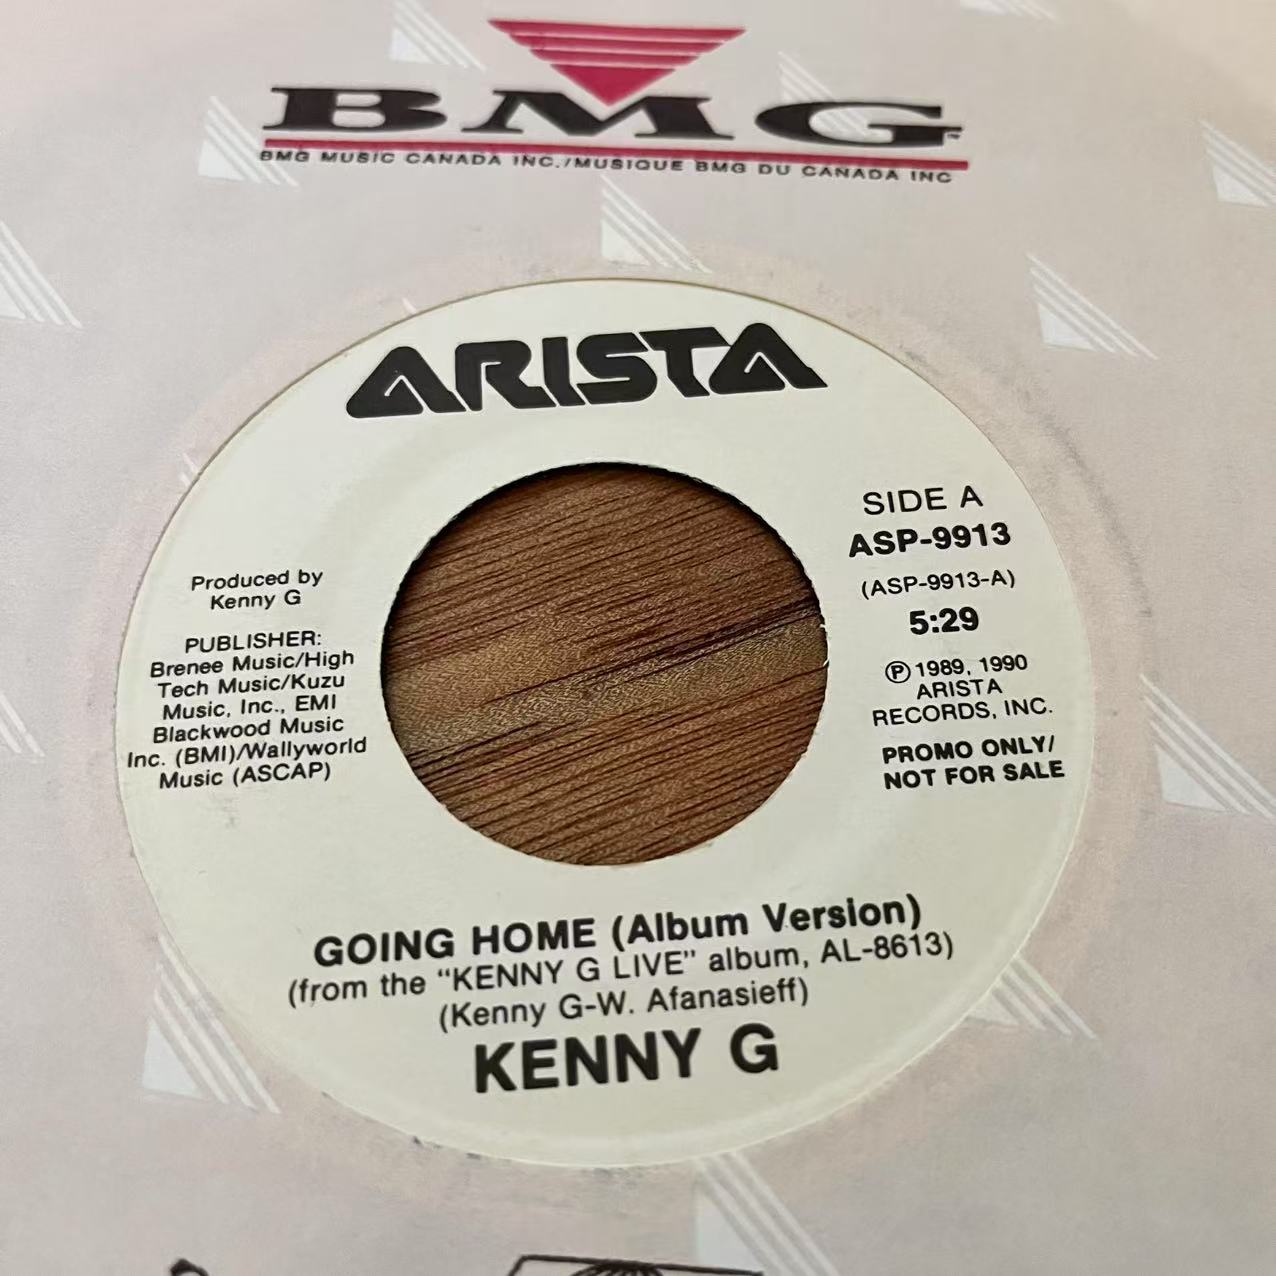 BMG™
BMG MUSIC CANADA INC./MUSIQUE BMG DU CANADA INC
ARISTA
SIDE A
ASP-9913
(ASP-9913-A)
5:29
Ⓟ 1989, 1990
ARISTA
RECORDS, INC.
PROMO ONLY/
NOT FOR SALE
Produced by
Kenny G
PUBLISHER:
Brenee Music/High
Tech Music/Kuzu
Music, Inc., EMI
Blackwood Music
Inc. (BMI)/Wallyworld
Music (ASCAP)
GOING HOME (Album Version)
(from the "KENNY G LIVE" album, AL-8613)
(Kenny G-W. Afanasieff)
KENNY G